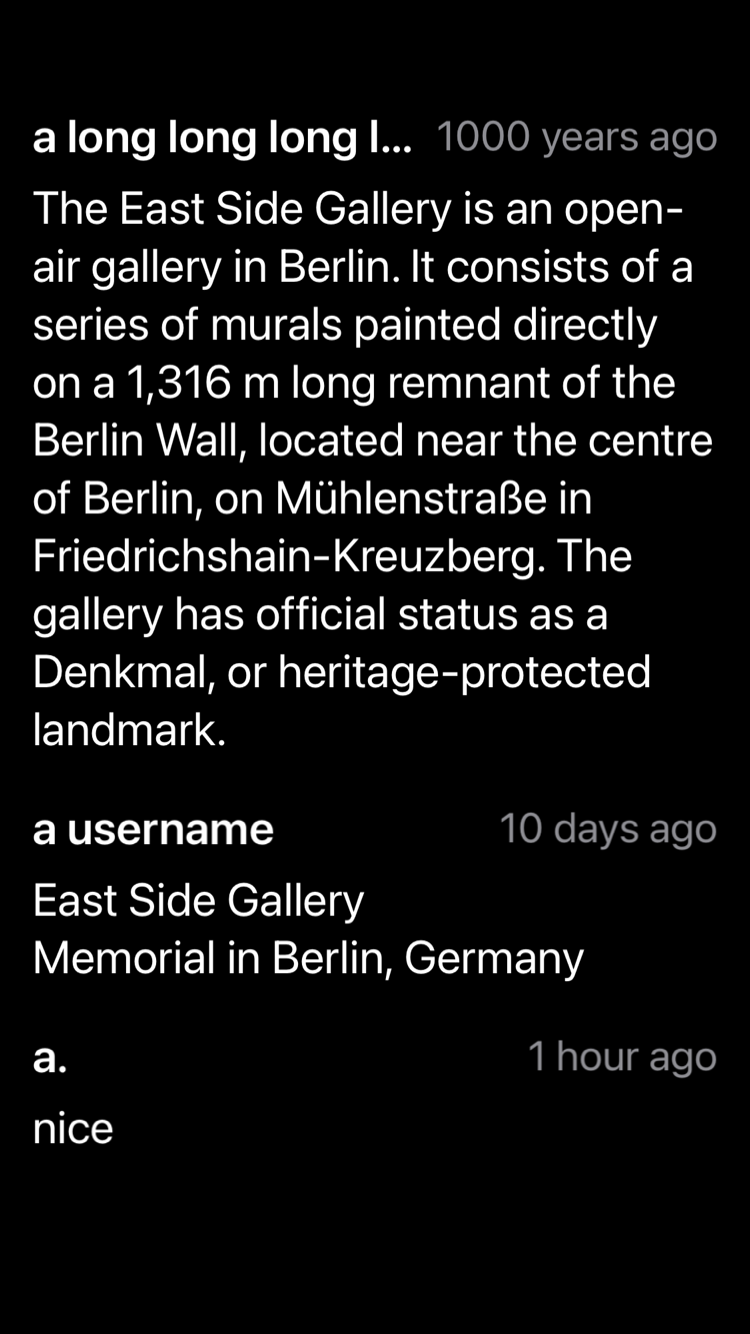 a long long long l... 1000 years ago
The East Side Gallery is an open-
air gallery in Berlin. It consists of a
series of murals painted directly
on a 1,316 m long remnant of the
Berlin Wall, located near the centre
of Berlin, on Mühlenstraße in
Friedrichshain-Kreuzberg. The
gallery has official status as a
Denkmal, or heritage-protected
landmark.
a username 10 days ago
East Side Gallery
Memorial in Berlin, Germany
a. 1 hour ago
nice